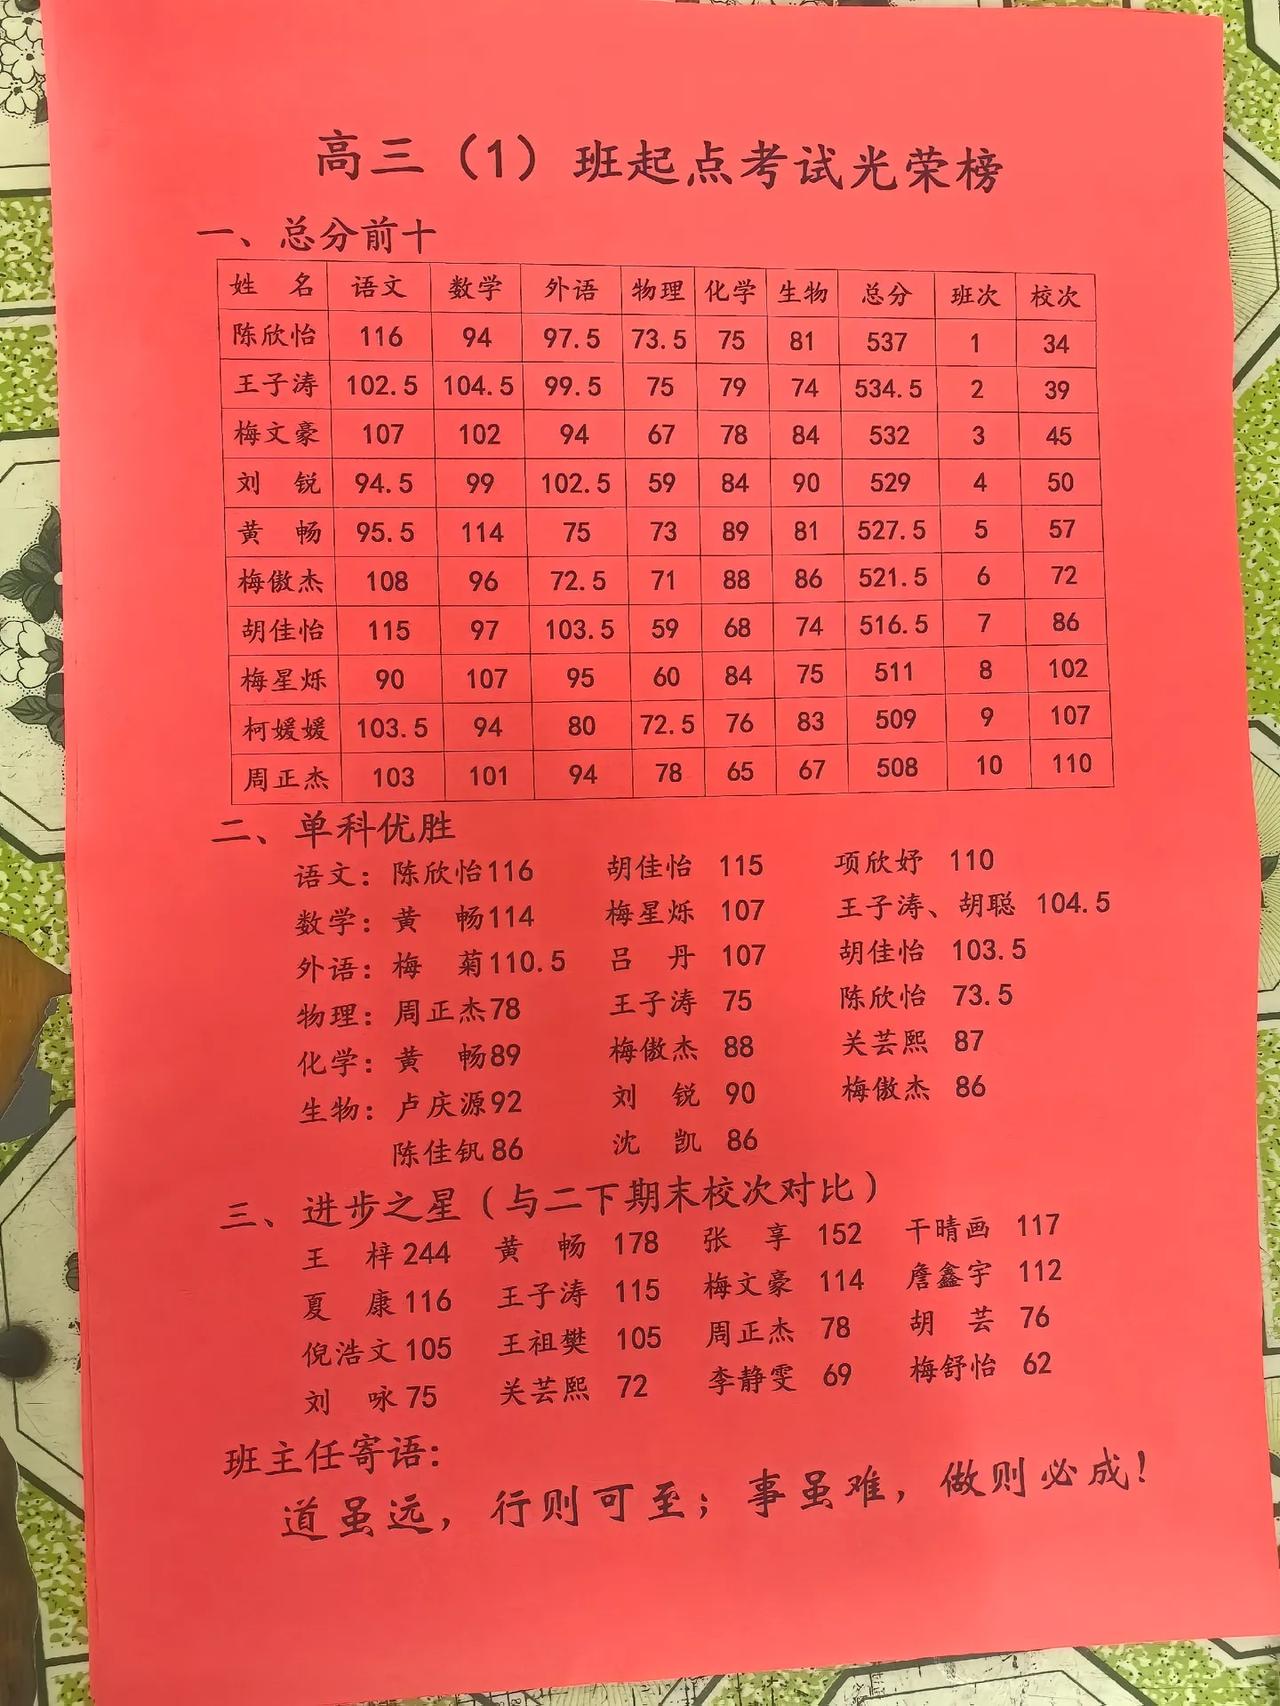 高三（1）班起点考试光荣榜
一、总分前十
姓 名 语文 数学 外语 物理 化学 生物 总分 班次 校次
陈欣怡 116 94 97.5 73.5 75 81 537 1 34
王子涛 102.5 104.5 99.5 75 79 74 534.5 2 39
梅文豪 107 102 94 67 78 84 532 3 45
刘 锐 94.5 99 102.5 59 84 90 529 4 50
黄 畅 95.5 114 75 73 89 81 527.5 5 57
梅傲杰 108 96 72.5 71 88 86 521.5 6 72
胡佳怡 115 97 103.5 59 68 74 516.5 7 86
梅星烁 90 107 95 60 84 75 511 8 102
柯媛媛 103.5 94 80 72.5 76 83 509 9 107
周正杰 103 101 94 78 65 67 508 10 110
二、单科优胜
语文：陈欣怡116 胡佳怡 115 项欣妤 110
数学：黄 畅114 梅星烁 107 王子涛、胡聪 104.5
外语：梅 菊110.5 吕 丹 107 胡佳怡 103.5
物理：周正杰78 王子涛 75 陈欣怡 73.5
化学：黄 畅89 梅傲杰 88 关芸熙 87
生物：卢庆源92 刘 锐 90 梅傲杰 86
陈佳钒86 沈 凯 86
三、进步之星（与二下期末校次对比）
王 梓244 黄 畅 178 张 享 152 干晴画 117
夏 康116 王子涛 115 梅文豪 114 詹鑫宇 112
倪浩文105 王祖樊 105 周正杰 78 胡 芸 76
刘 咏75 关芸熙 72 李静雯 69 梅舒怡 62
班主任寄语：
道虽远，行则可至；事虽难，做则必成！